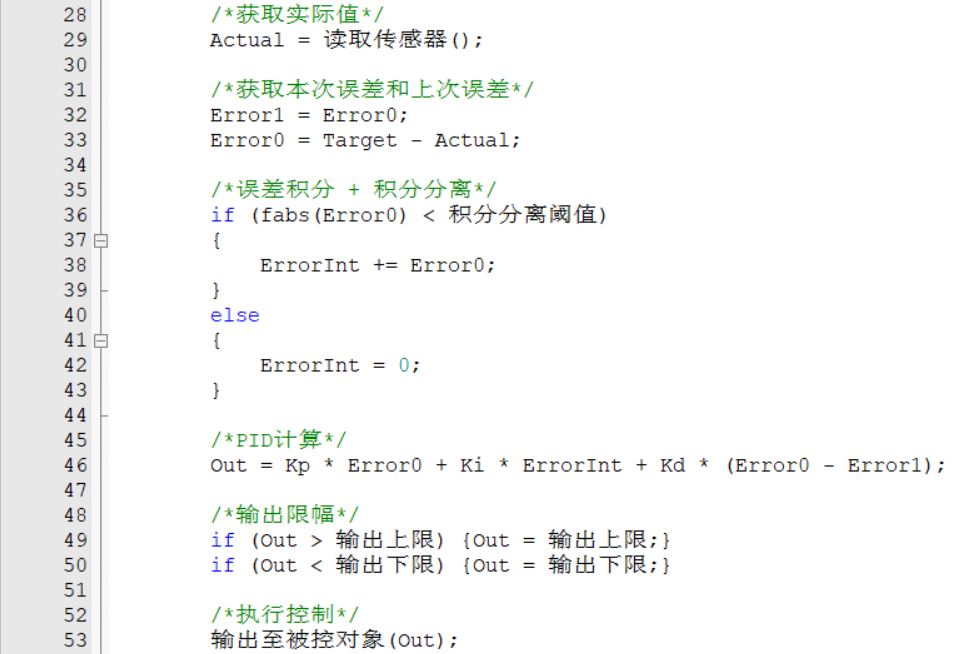 28 /*获取实际值*/
29 Actual = 读取传感器();
30
31 /*获取本次误差和上次误差*/
32 Error1 = Error0;
33 Error0 = Target - Actual;
34
35 /*误差积分 + 积分分离*/
36 if (fabs(Error0) < 积分分离阈值)
37 {
38 ErrorInt += Error0;
39 }
40 else
41 {
42 ErrorInt = 0;
43 }
44
45 /*PID计算*/
46 Out = Kp * Error0 + Ki * ErrorInt + Kd * (Error0 - Error1);
47
48 /*输出限幅*/
49 if (Out > 输出上限) {Out = 输出上限;}
50 if (Out < 输出下限) {Out = 输出下限;}
51
52 /*执行控制*/
53 输出至被控对象(Out);